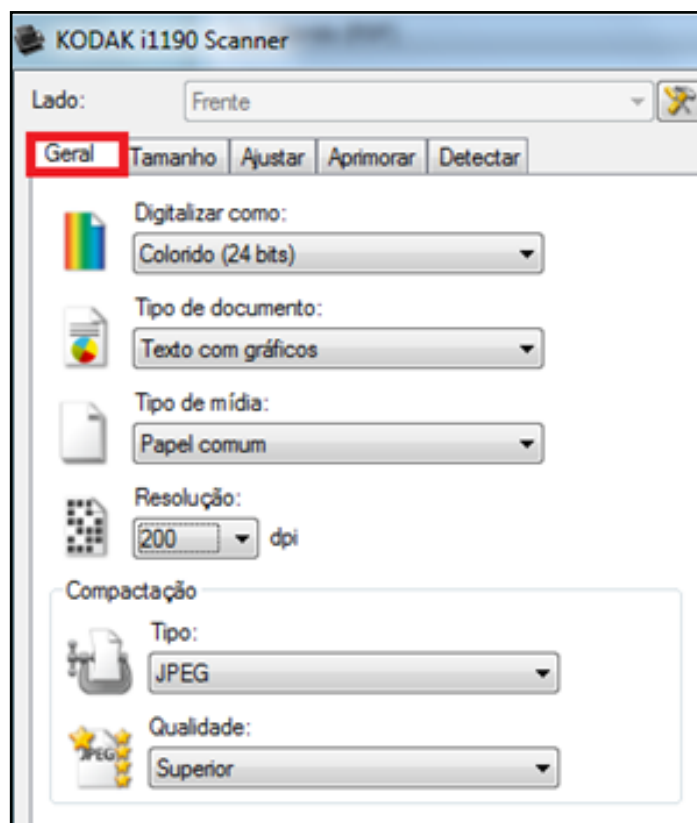 KODAK i1190 Scanner
Lado:
Frente
Geral Tamanho Ajustar Aprimorar Detectar
Digitalizar como:
Colorido (24 bits)
Tipo de documento:
Texto com gráficos
Tipo de mídia:
Papel comum
Resolução:
200 dpi
Compactação
Tipo:
JPEG
Qualidade:
JPEG
Superior